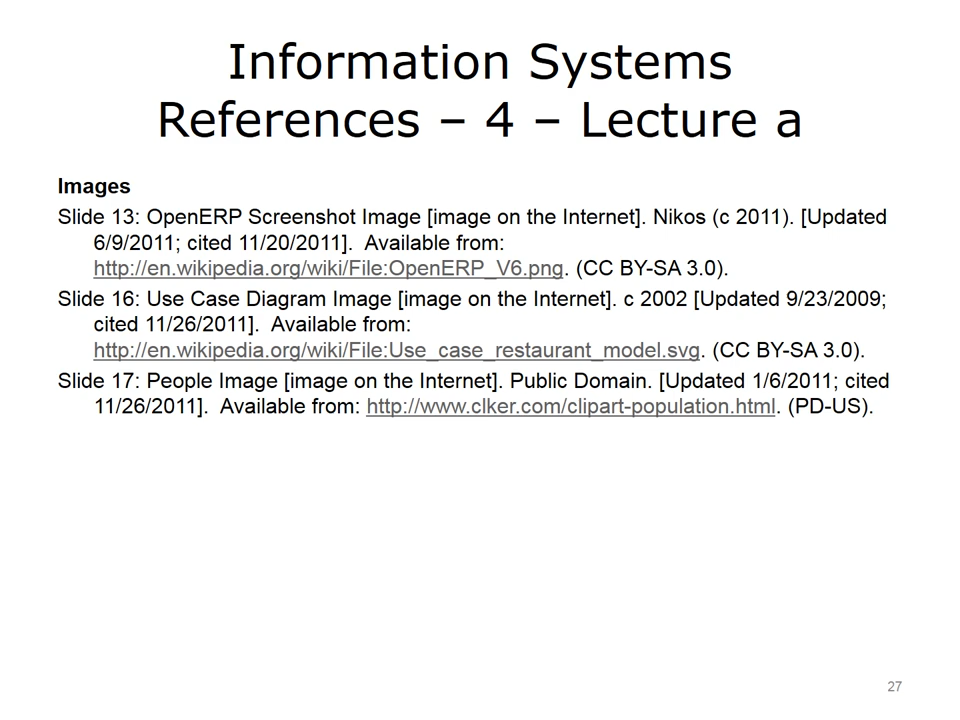 Information Systems
References – 4 – Lecture a
Images
Slide 13: OpenERP Screenshot Image [image on the Internet]. Nikos (c 2011). [Updated
6/9/2011; cited 11/20/2011].  Available from:
http://en.wikipedia.org/wiki/File:OpenERP_V6.png. (CC BY-SA 3.0).
Slide 16: Use Case Diagram Image [image on the Internet]. c 2002 [Updated 9/23/2009;
cited 11/26/2011].  Available from:
http://en.wikipedia.org/wiki/File:Use_case_restaurant_model.svg. (CC BY-SA 3.0).
Slide 17: People Image [image on the Internet]. Public Domain. [Updated 1/6/2011; cited
11/26/2011].  Available from: http://www.clker.com/clipart-population.html. (PD-US).
27